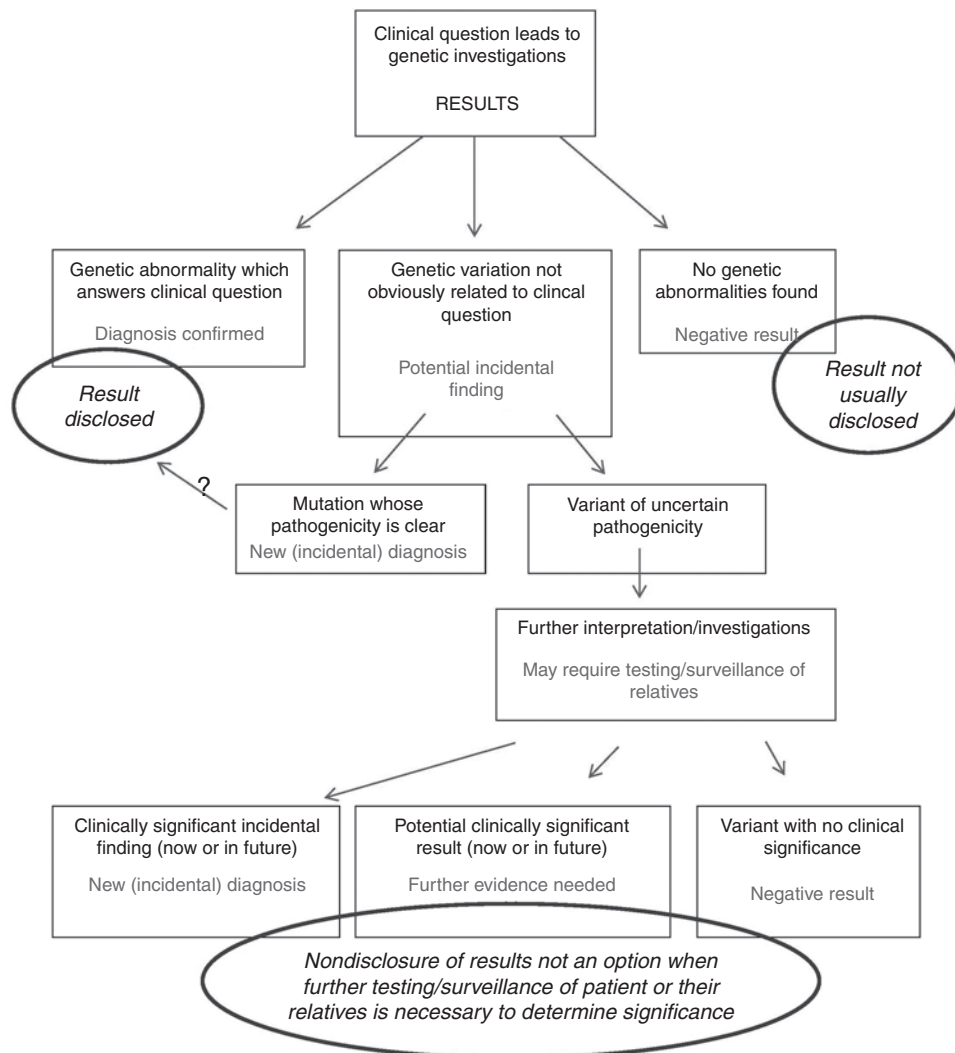 Clinical question leads to
genetic investigations
RESULTS
Genetic abnormality which
answers clinical question
Diagnosis confirmed
Result
disclosed
Genetic variation not
obviously related to clincal
question
Potential incidental
finding
No genetic
abnormalities found
Negative result
Result not
usually
disclosed
?
Mutation whose
pathogenicity is clear
New (incidental) diagnosis
Variant of uncertain
pathogenicity
Further interpretation/investigations
May require testing/surveillance of
relatives
Clinically significant incidental
finding (now or in future)
New (incidental) diagnosis
Potential clinically significant
result (now or in future)
Further evidence needed
Variant with no clinical
significance
Negative result
Nondisclosure of results not an option when
further testing/surveillance of patient or their
relatives is necessary to determine significance